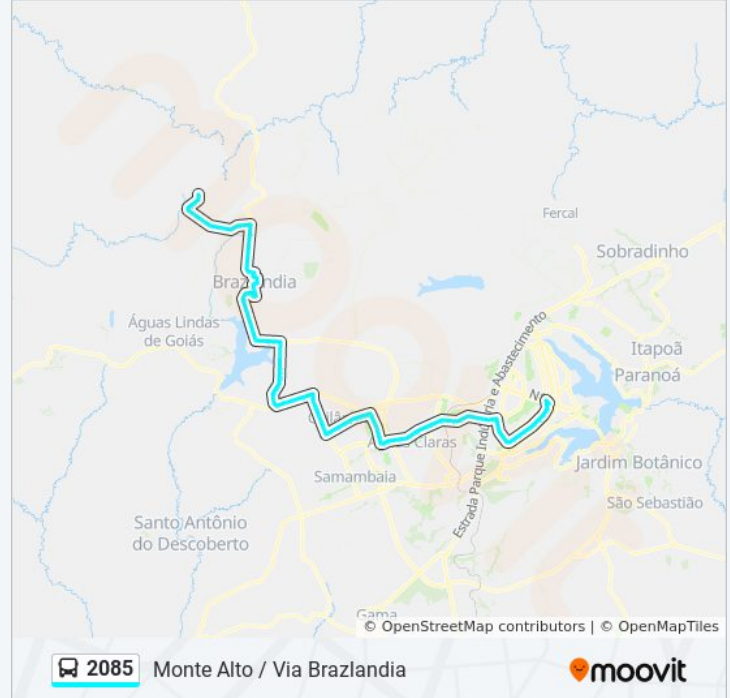 Fercal
Sobradinho
Brazlandia
Águas Lindas
de Goiás
Itapoã
Paranoá
Estrada Parque Indústria e Abastecimento
Samambaia
Jardim Botânico
São Sebastião
Santo Antônio
do Descoberto
Gama
© OpenStreetMap contributors | © OpenMapTiles
2085 Monte Alto / Via Brazlandia
moovit